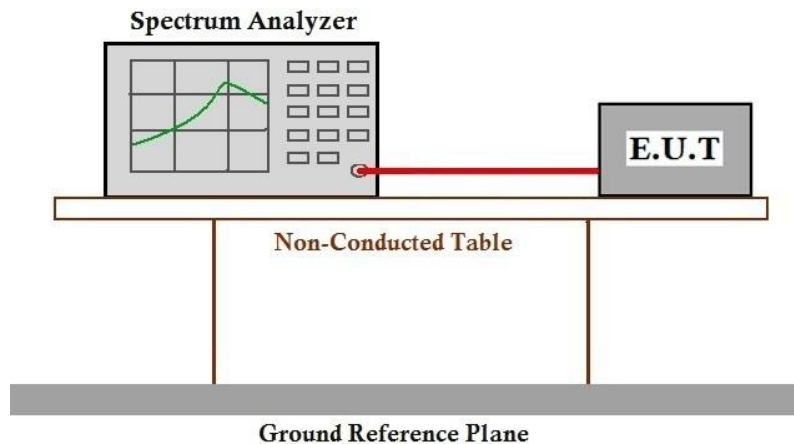 Spectrum Analyzer
E.U.T
Non-Conducted Table
Ground Reference Plane